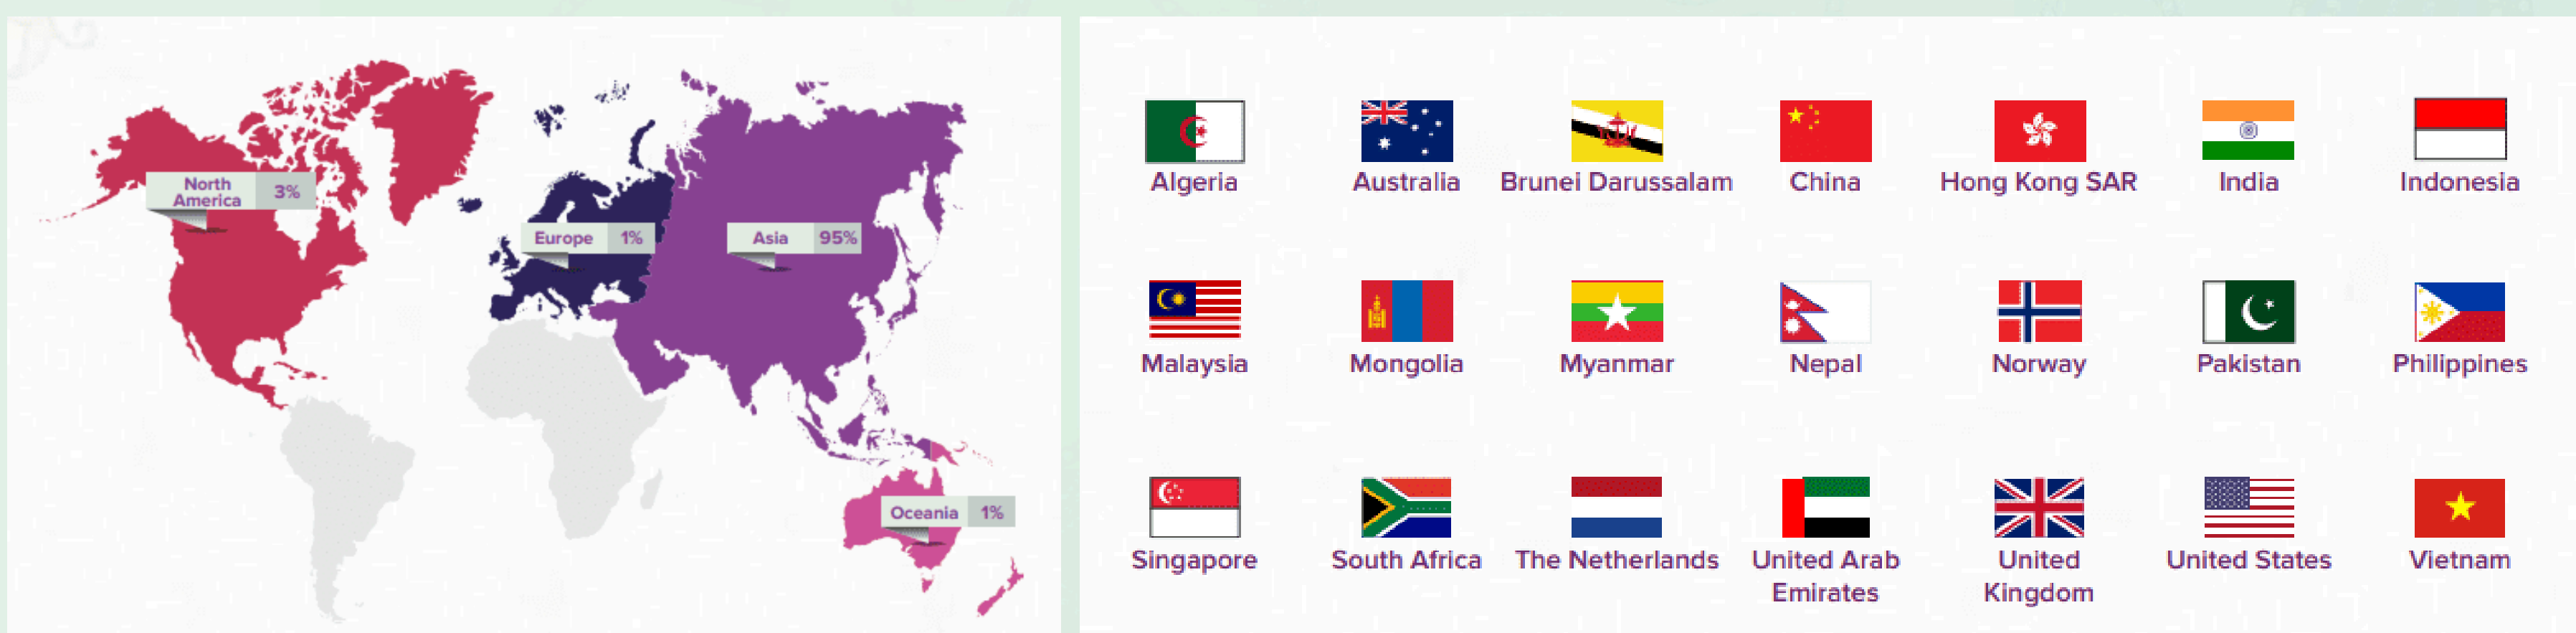 North
America
3%
Europe
1%
Asia
95%
Oceania
1%
Algeria
Australia
Brunei Darussalam
China
Hong Kong SAR
India
Indonesia
Malaysia
Mongolia
Myanmar
Nepal
Norway
Pakistan
Philippines
Singapore
South Africa
The Netherlands
United Arab
Emirates
United
Kingdom
United States
Vietnam